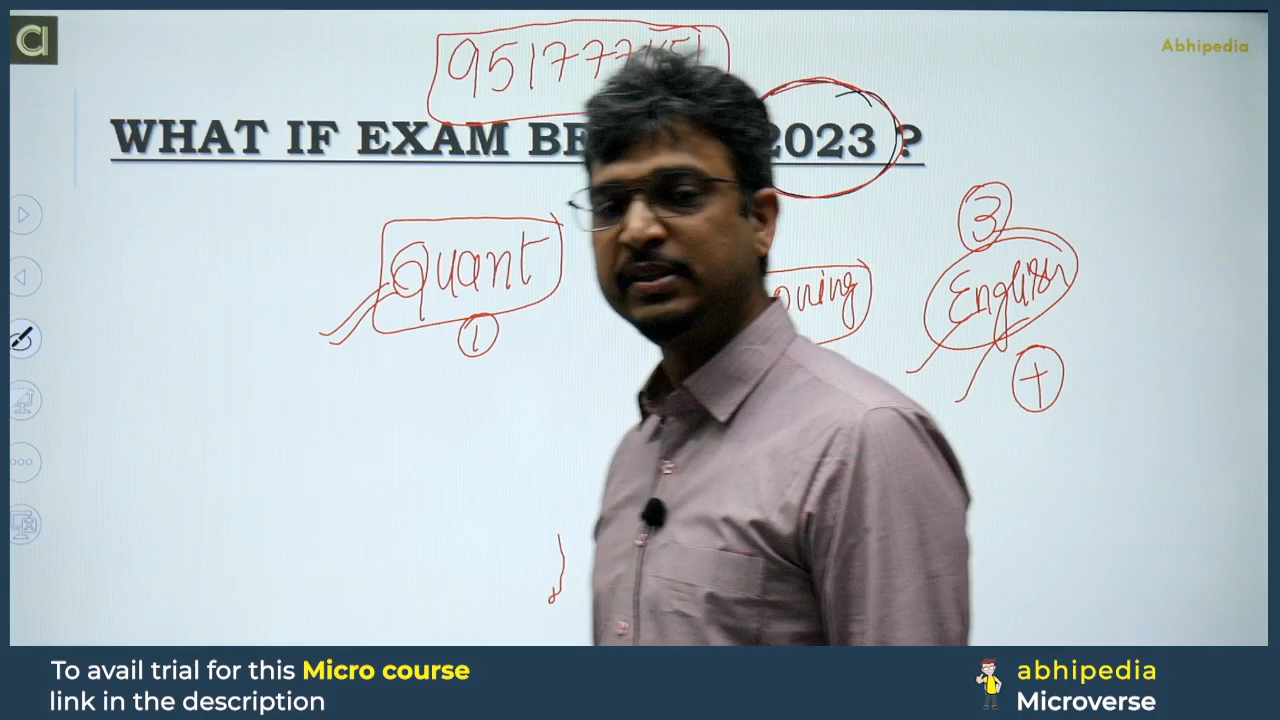 Abhipedia
WHAT IF EXAM BE 2023 ?
3
Quant
English
1
+
To avail trial for this Micro course
link in the description
abhipedia
Microverse